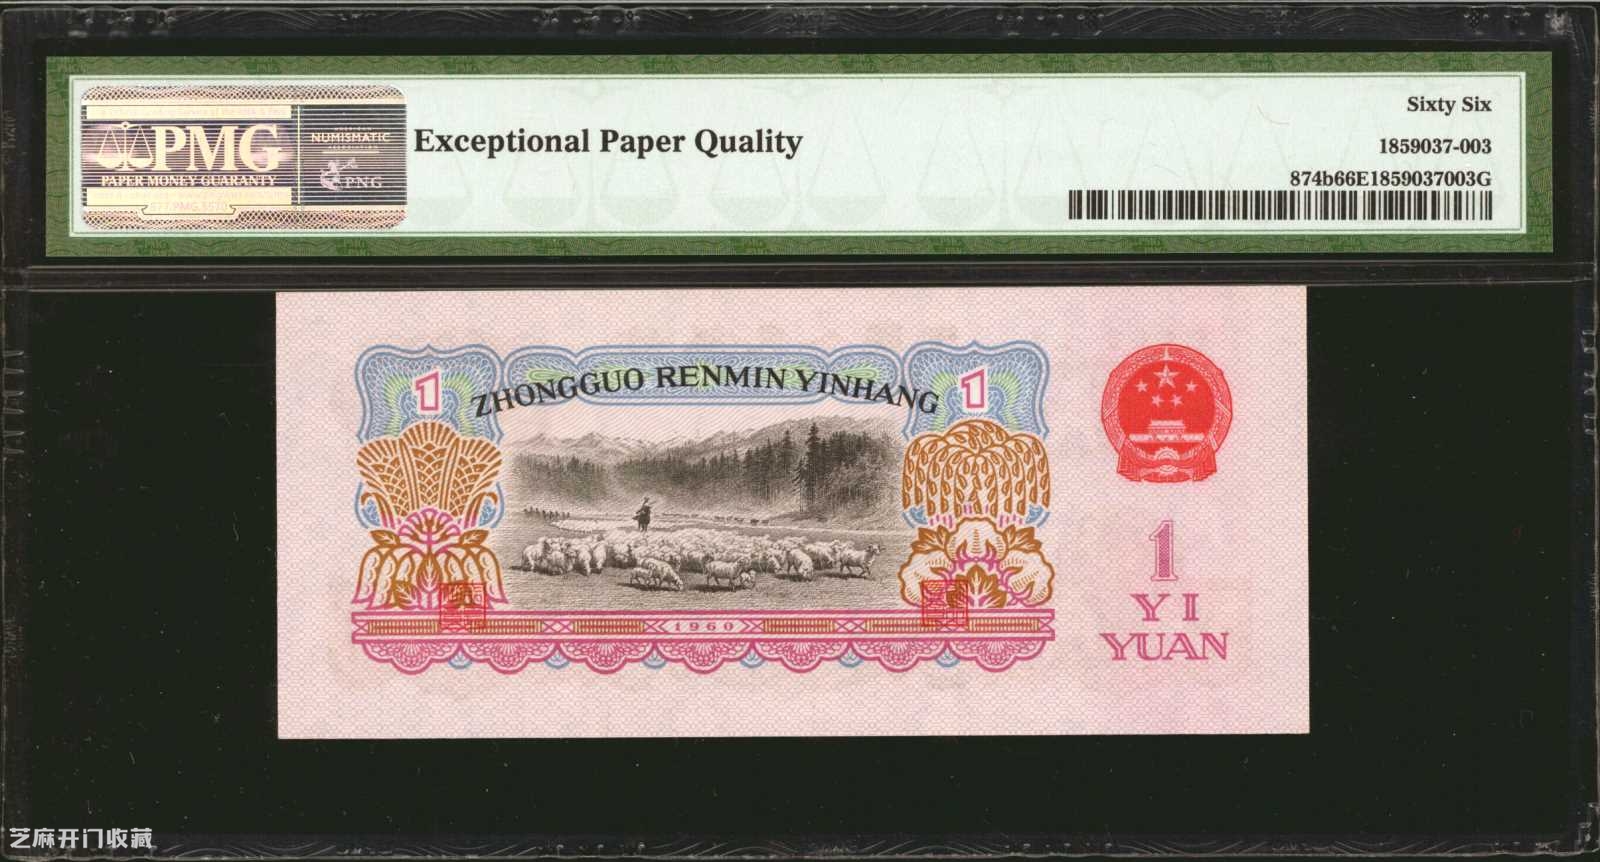 PMG
PAPER MONEY GUARANTY
NUMISMATIC
PNG
Exceptional Paper Quality
Sixty Six
1859037-003
874b66E1859037003G
1
ZHONGGUO RENMIN YINHANG
1
1960
1
YI
YUAN
芝麻开门收藏